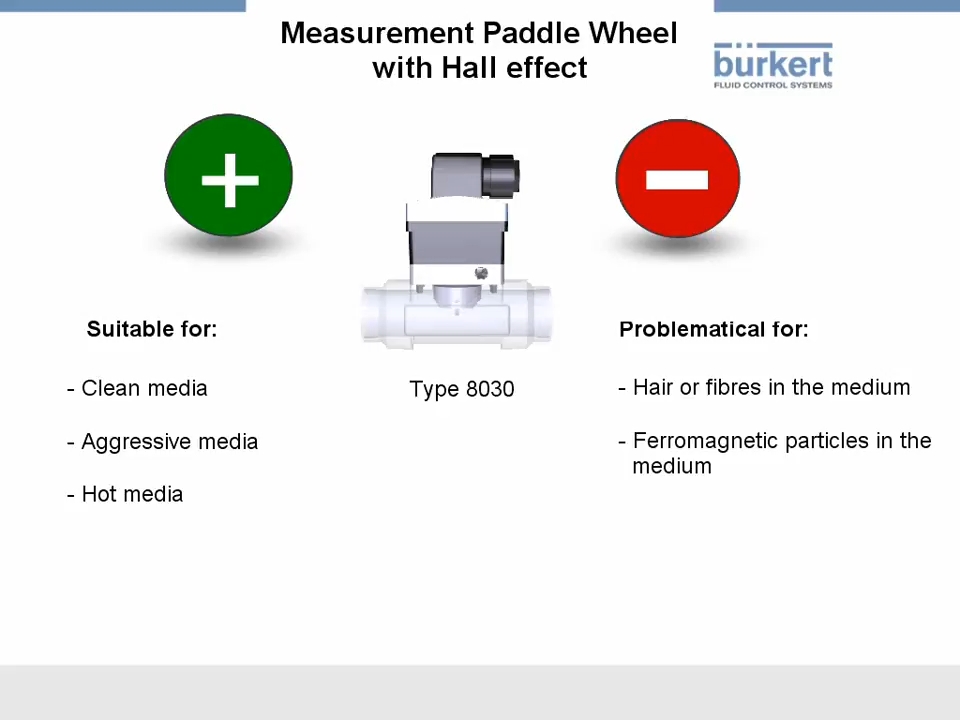 Measurement Paddle Wheel
with Hall effect
bürkert
FLUID CONTROL SYSTEMS
Suitable for:
- Clean media
- Aggressive media
- Hot media
Type 8030
Problematical for:
- Hair or fibres in the medium
- Ferromagnetic particles in the
medium